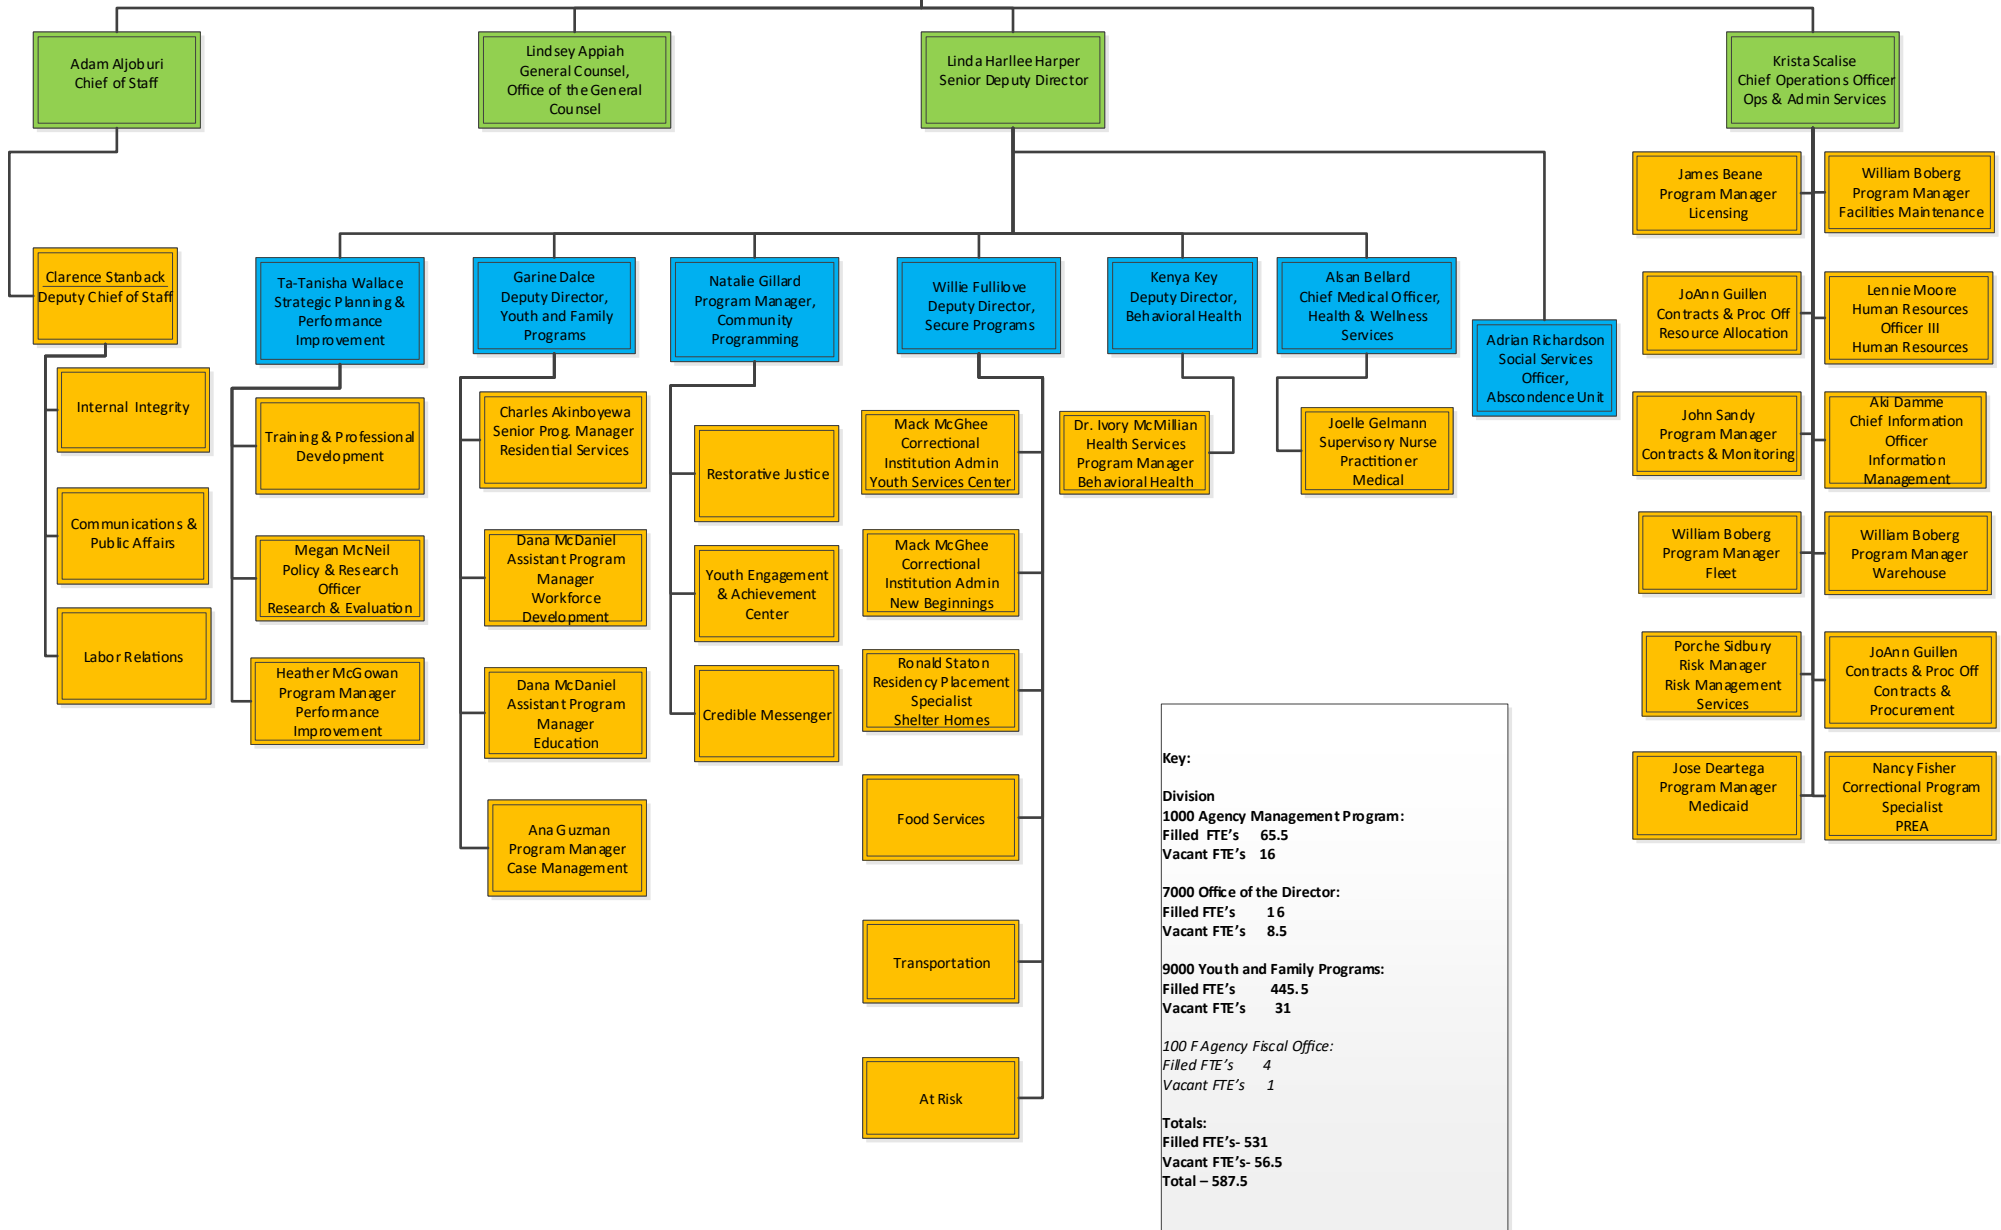 Adam Aljoburi
Chief of Staff
Lindsey Appiah
General Counsel,
Office of the General
Counsel
Linda Harllee Harper
Senior Deputy Director
Krista Scalise
Chief Operations Officer
Ops & Admin Services
Clarence Stanback
Deputy Chief of Staff
Internal Integrity
Communications &
Public Affairs
Labor Relations
Ta-Tanisha Wallace
Strategic Planning &
Performance
Improvement
Training & Professional
Development
Megan McNeil
Policy & Research
Officer
Research & Evaluation
Heather McGowan
Program Manager
Performance
Improvement
Garine Dalce
Deputy Director,
Youth and Family
Programs
Charles Akinboyewa
Senior Prog. Manager
Residential Services
Dana McDaniel
Assistant Program
Manager
Workforce
Development
Dana McDaniel
Assistant Program
Manager
Education
Ana Guzman
Program Manager
Case Management
Natalie Gillard
Program Manager,
Community
Programming
Restorative Justice
Youth Engagement
& Achievement
Center
Credible Messenger
Willie Fullilove
Deputy Director,
Secure Programs
Mack McGhee
Correctional
Institution Admin
Youth Services Center
Mack McGhee
Correctional
Institution Admin
New Beginnings
Ronald Staton
Residency Placement
Specialist
Shelter Homes
Food Services
Transportation
At Risk
Kenya Key
Deputy Director,
Behavioral Health
Dr. Ivory McMillian
Health Services
Program Manager
Behavioral Health
Alsan Bellard
Chief Medical Officer,
Health & Wellness
Services
Joelle Gelmann
Supervisory Nurse
Practitioner
Medical
Adrian Richardson
Social Services
Officer,
Abscondence Unit
James Beane
Program Manager
Licensing
William Boberg
Program Manager
Facilities Maintenance
JoAnn Guillen
Contracts & Proc Off
Resource Allocation
Lennie Moore
Human Resources
Officer III
Human Resources
John Sandy
Program Manager
Contracts & Monitoring
Aki Damme
Chief Information
Officer
Information
Management
William Boberg
Program Manager
Fleet
William Boberg
Program Manager
Warehouse
Porche Sidbury
Risk Manager
Risk Management
Services
JoAnn Guillen
Contracts & Proc Off
Contracts &
Procurement
Jose Deartega
Program Manager
Medicaid
Nancy Fisher
Correctional Program
Specialist
PREA
Key:
Division
1000 Agency Management Program:
Filled FTE's 65.5
Vacant FTE's 16
7000 Office of the Director:
Filled FTE's 16
Vacant FTE's 8.5
9000 Youth and Family Programs:
Filled FTE's 445.5
Vacant FTE's 31
100 F Agency Fiscal Office:
Filled FTE's 4
Vacant FTE's 1
Totals:
Filled FTE's- 531
Vacant FTE's- 56.5
Total – 587.5